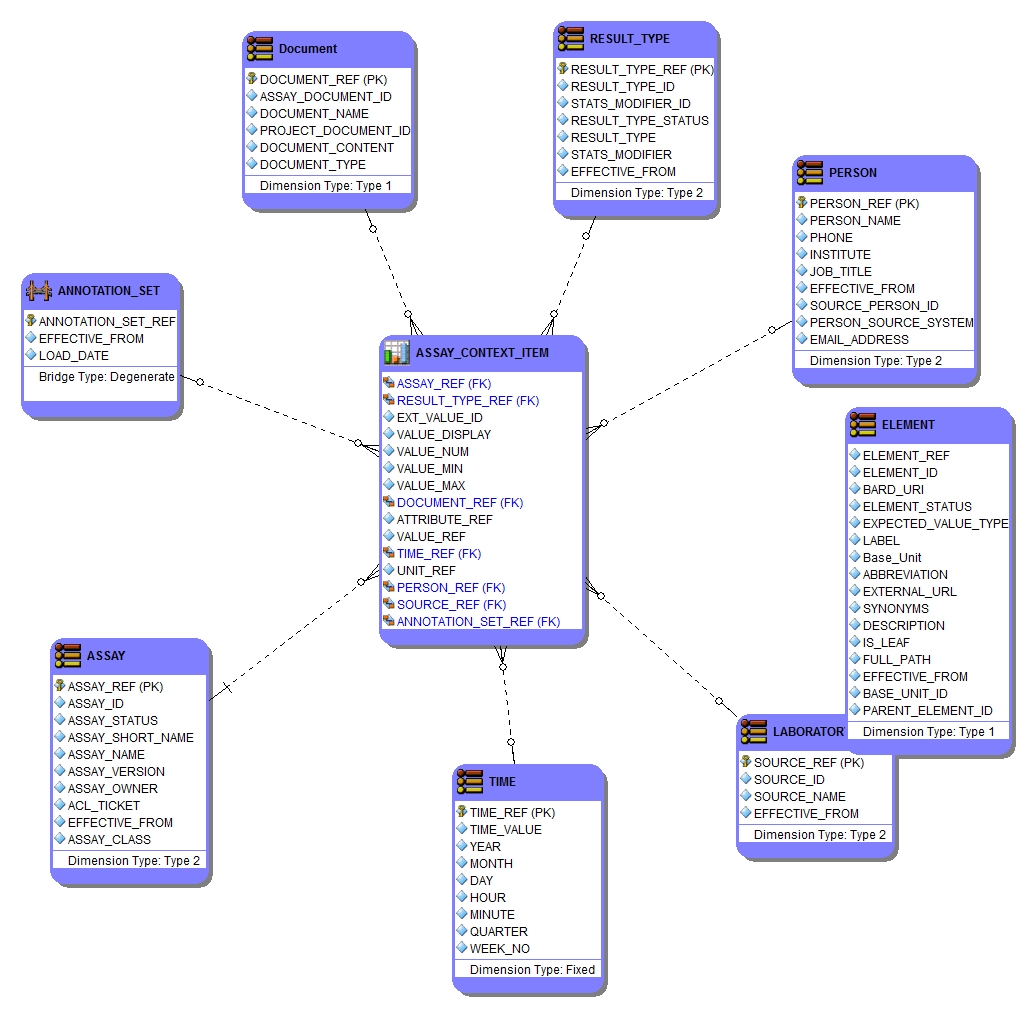 Document
DOCUMENT_REF (PK)
ASSAY_DOCUMENT_ID
DOCUMENT_NAME
PROJECT_DOCUMENT_ID
DOCUMENT_CONTENT
DOCUMENT_TYPE
Dimension Type: Type 1
RESULT_TYPE
RESULT_TYPE_REF (PK)
RESULT_TYPE_ID
STATS_MODIFIER_ID
RESULT_TYPE_STATUS
RESULT_TYPE
STATS_MODIFIER
EFFECTIVE_FROM
Dimension Type: Type 2
PERSON
PERSON_REF (PK)
PERSON_NAME
PHONE
INSTITUTE
JOB_TITLE
EFFECTIVE_FROM
SOURCE_PERSON_ID
PERSON_SOURCE_SYSTEM
EMAIL_ADDRESS
Dimension Type: Type 2
ANNOTATION_SET
ANNOTATION_SET_REF
EFFECTIVE_FROM
LOAD_DATE
Bridge Type: Degenerate
ASSAY_CONTEXT_ITEM
ASSAY_REF (FK)
RESULT_TYPE_REF (FK)
EXT_VALUE_ID
VALUE_DISPLAY
VALUE_NUM
VALUE_MIN
VALUE_MAX
DOCUMENT_REF (FK)
ATTRIBUTE_REF
VALUE_REF
TIME_REF (FK)
UNIT_REF
PERSON_REF (FK)
SOURCE_REF (FK)
ANNOTATION_SET_REF (FK)
ELEMENT
ELEMENT_REF
ELEMENT_ID
BARD_URI
ELEMENT_STATUS
EXPECTED_VALUE_TYPE
LABEL
Base_Unit
ABBREVIATION
EXTERNAL_URL
SYNONYMS
DESCRIPTION
IS_LEAF
FULL_PATH
EFFECTIVE_FROM
BASE_UNIT_ID
PARENT_ELEMENT_ID
Dimension Type: Type 1
ASSAY
ASSAY_REF (PK)
ASSAY_ID
ASSAY_STATUS
ASSAY_SHORT_NAME
ASSAY_NAME
ASSAY_VERSION
ASSAY_OWNER
ACL_TICKET
EFFECTIVE_FROM
ASSAY_CLASS
Dimension Type: Type 2
LABORATOR
SOURCE_REF (PK)
SOURCE_ID
SOURCE_NAME
EFFECTIVE_FROM
Dimension Type: Type 2
TIME
TIME_REF (PK)
TIME_VALUE
YEAR
MONTH
DAY
HOUR
MINUTE
QUARTER
WEEK_NO
Dimension Type: Fixed